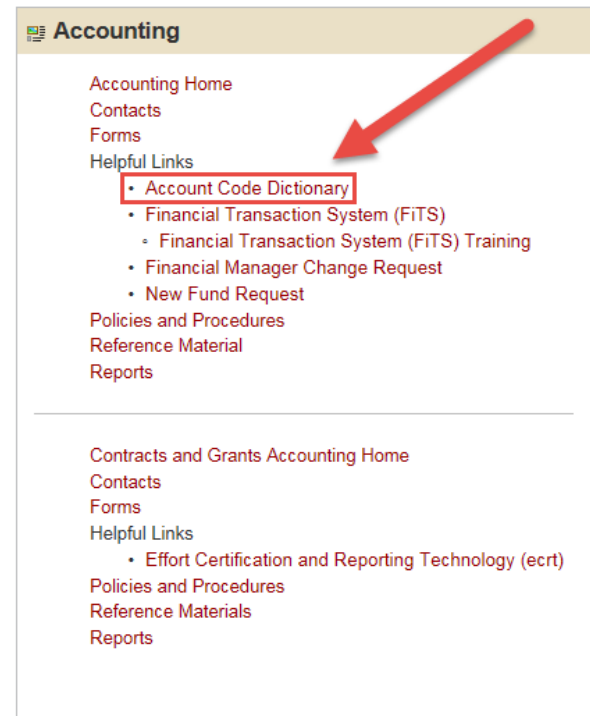 Accounting
Accounting Home
Contacts
Forms
Helpful Links
• Account Code Dictionary
• Financial Transaction System (FiTS)
◦ Financial Transaction System (FiTS) Training
• Financial Manager Change Request
• New Fund Request
Policies and Procedures
Reference Material
Reports
Contracts and Grants Accounting Home
Contacts
Forms
Helpful Links
• Effort Certification and Reporting Technology (ecrt)
Policies and Procedures
Reference Materials
Reports